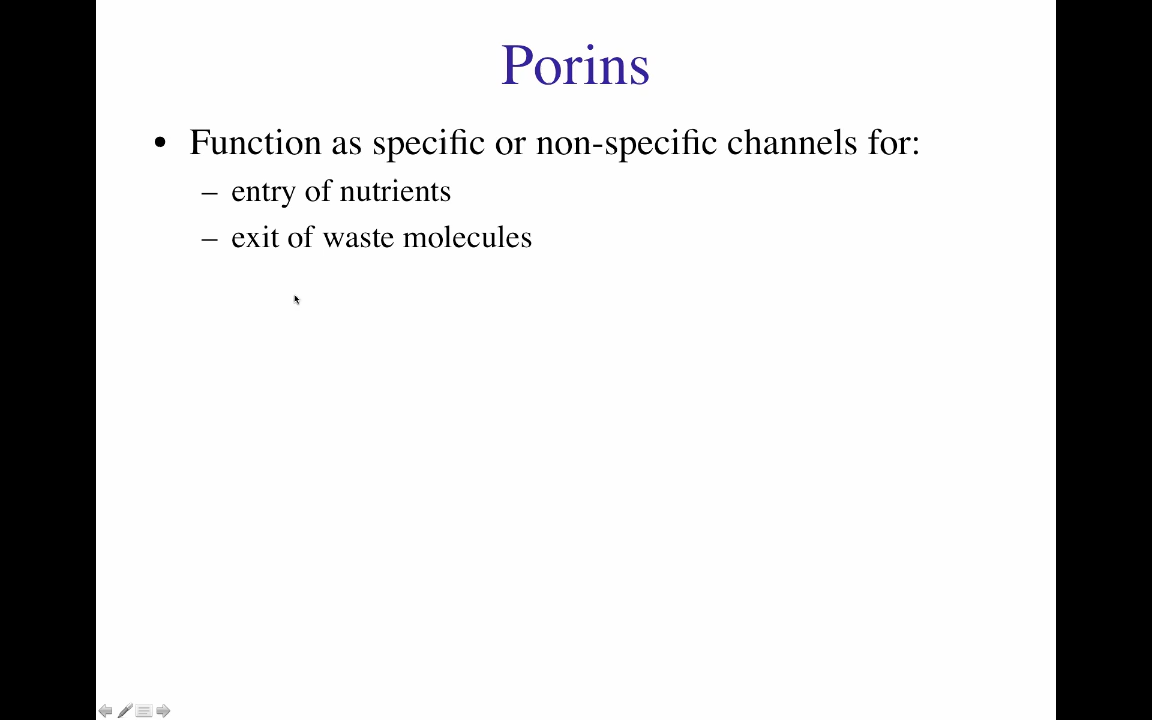 Porins
• Function as specific or non-specific channels for:
– entry of nutrients
– exit of waste molecules